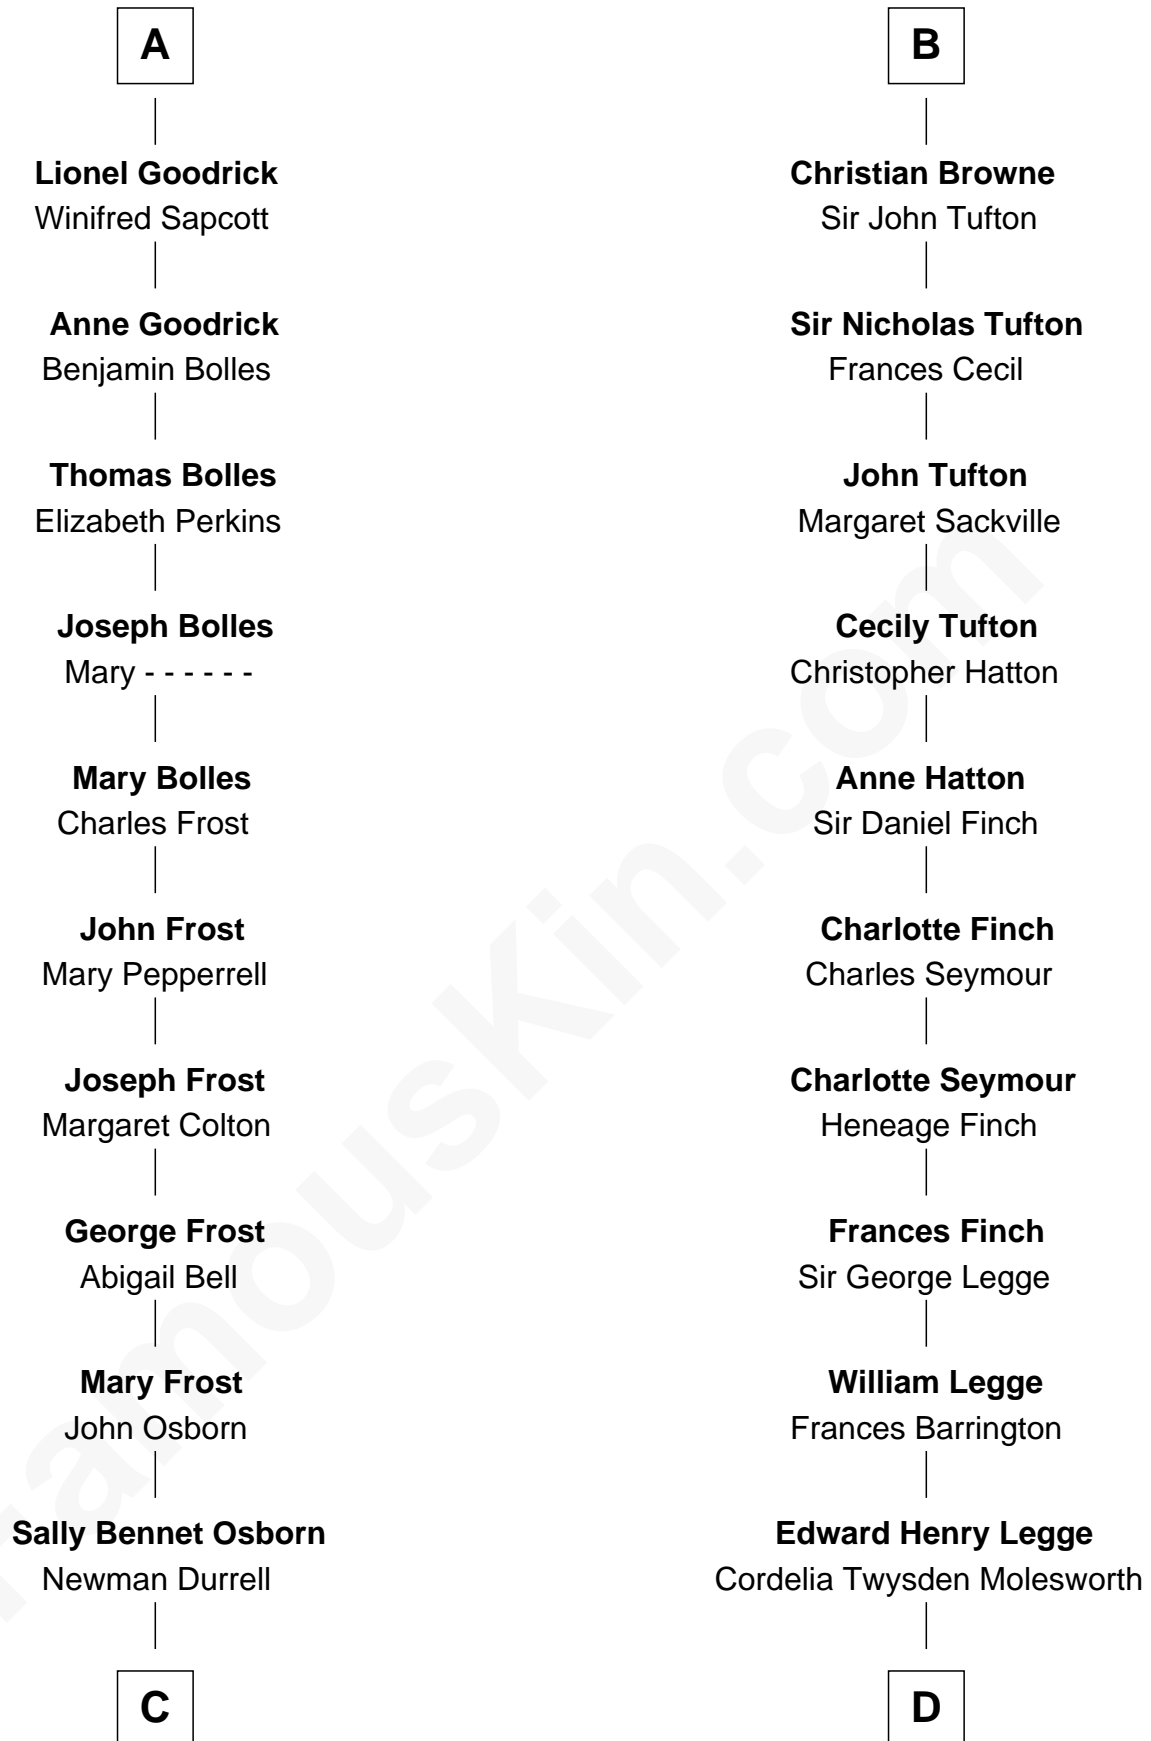 A
Lionel Goodrick
Winifred Sapcott
Anne Goodrick
Benjamin Bolles
Thomas Bolles
Elizabeth Perkins
Joseph Bolles
Mary - - - - - -
Mary Bolles
Charles Frost
John Frost
Mary Pepperrell
Joseph Frost
Margaret Colton
George Frost
Abigail Bell
Mary Frost
John Osborn
Sally Bennet Osborn
Newman Durrell
C
B
Christian Browne
Sir John Tufton
Sir Nicholas Tufton
Frances Cecil
John Tufton
Margaret Sackville
Cecily Tufton
Christopher Hatton
Anne Hatton
Sir Daniel Finch
Charlotte Finch
Charles Seymour
Charlotte Seymour
Heneage Finch
Frances Finch
Sir George Legge
William Legge
Frances Barrington
Edward Henry Legge
Cordelia Twysden Molesworth
D
FamousKin.com